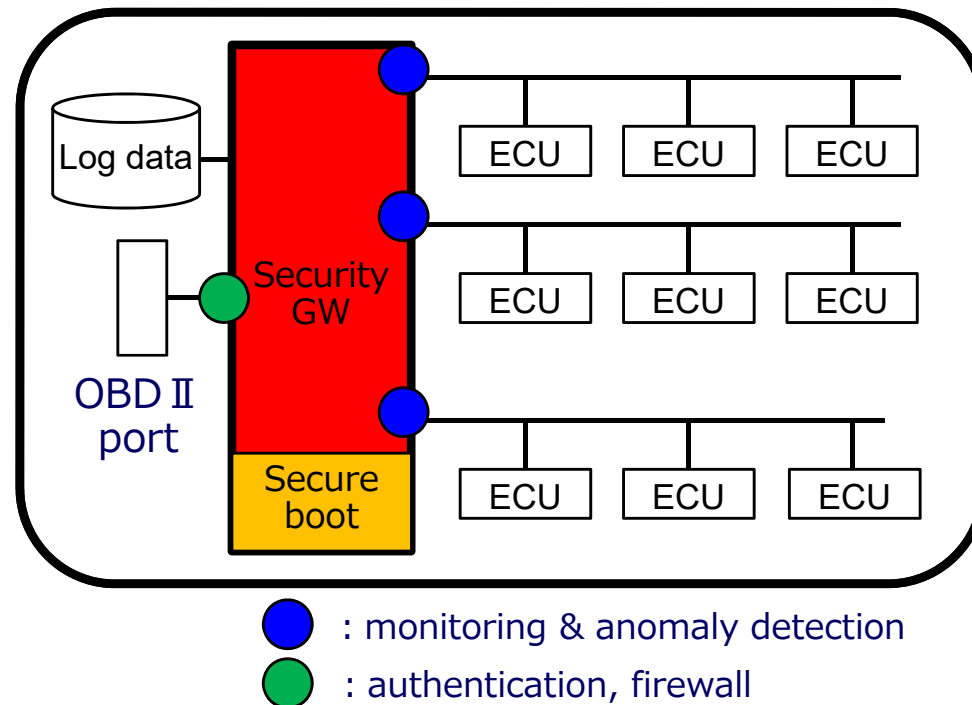 Log data
OBD Ⅱ
port
Security
GW
Secure
boot
ECU ECU ECU
ECU ECU ECU
ECU ECU ECU
: monitoring & anomaly detection
: authentication, firewall